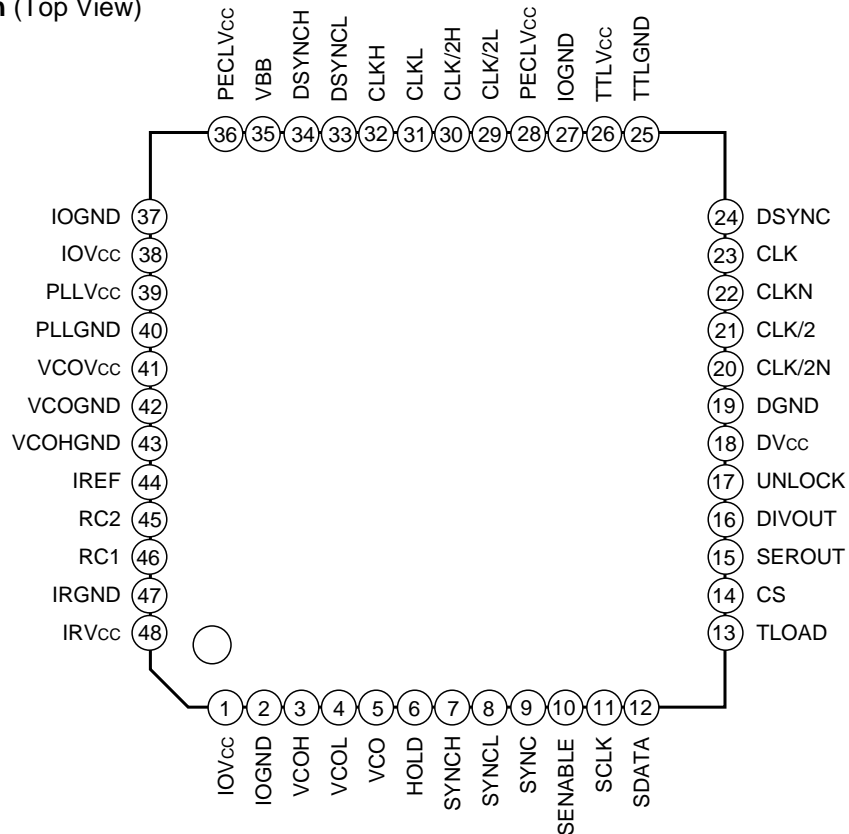 n (Top View)
PECLVCC
VBB
DSYNCH
DSYNCL
CLKH
CLKL
CLK/2H
CLK/2L
PECLVCC
IOGND
TTLVCC
TTLGND
36 35 34 33 32 31 30 29 28 27 26 25
IOGND 37
IOVCC 38
PLLVCC 39
PLLGND 40
VCOVCC 41
VCOGND 42
VCOHGND 43
IREF 44
RC2 45
RC1 46
IRGND 47
IRVCC 48
24 DSYNC
23 CLK
22 CLKN
21 CLK/2
20 CLK/2N
19 DGND
18 DVCC
17 UNLOCK
16 DIVOUT
15 SEROUT
14 CS
13 TLOAD
1 2 3 4 5 6 7 8 9 10 11 12
IOVCC
IOGND
VCOH
VCOL
VCO
HOLD
SYNCH
SYNCL
SYNC
SENABLE
SCLK
SDATA